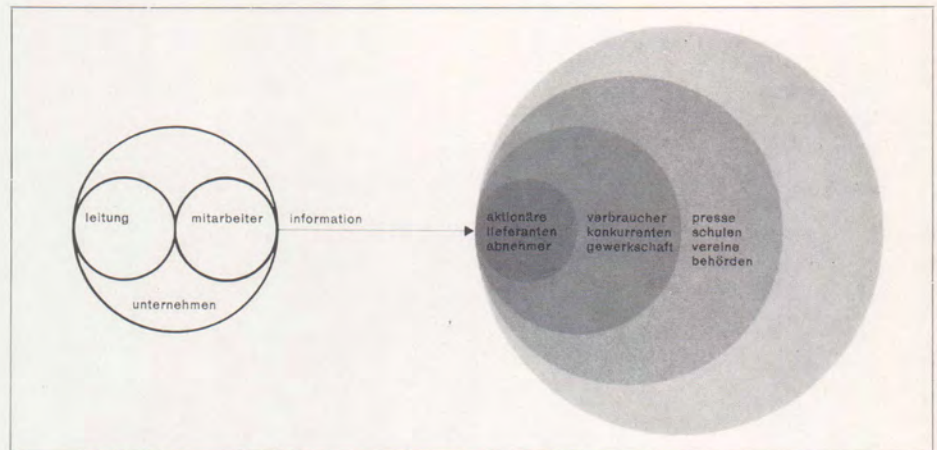 leitung
mitarbeiter
unternehmen
information
aktionäre
lieferanten
abnehmer
verbraucher
konkurrenten
gewerkschaft
presse
schulen
vereine
behörden